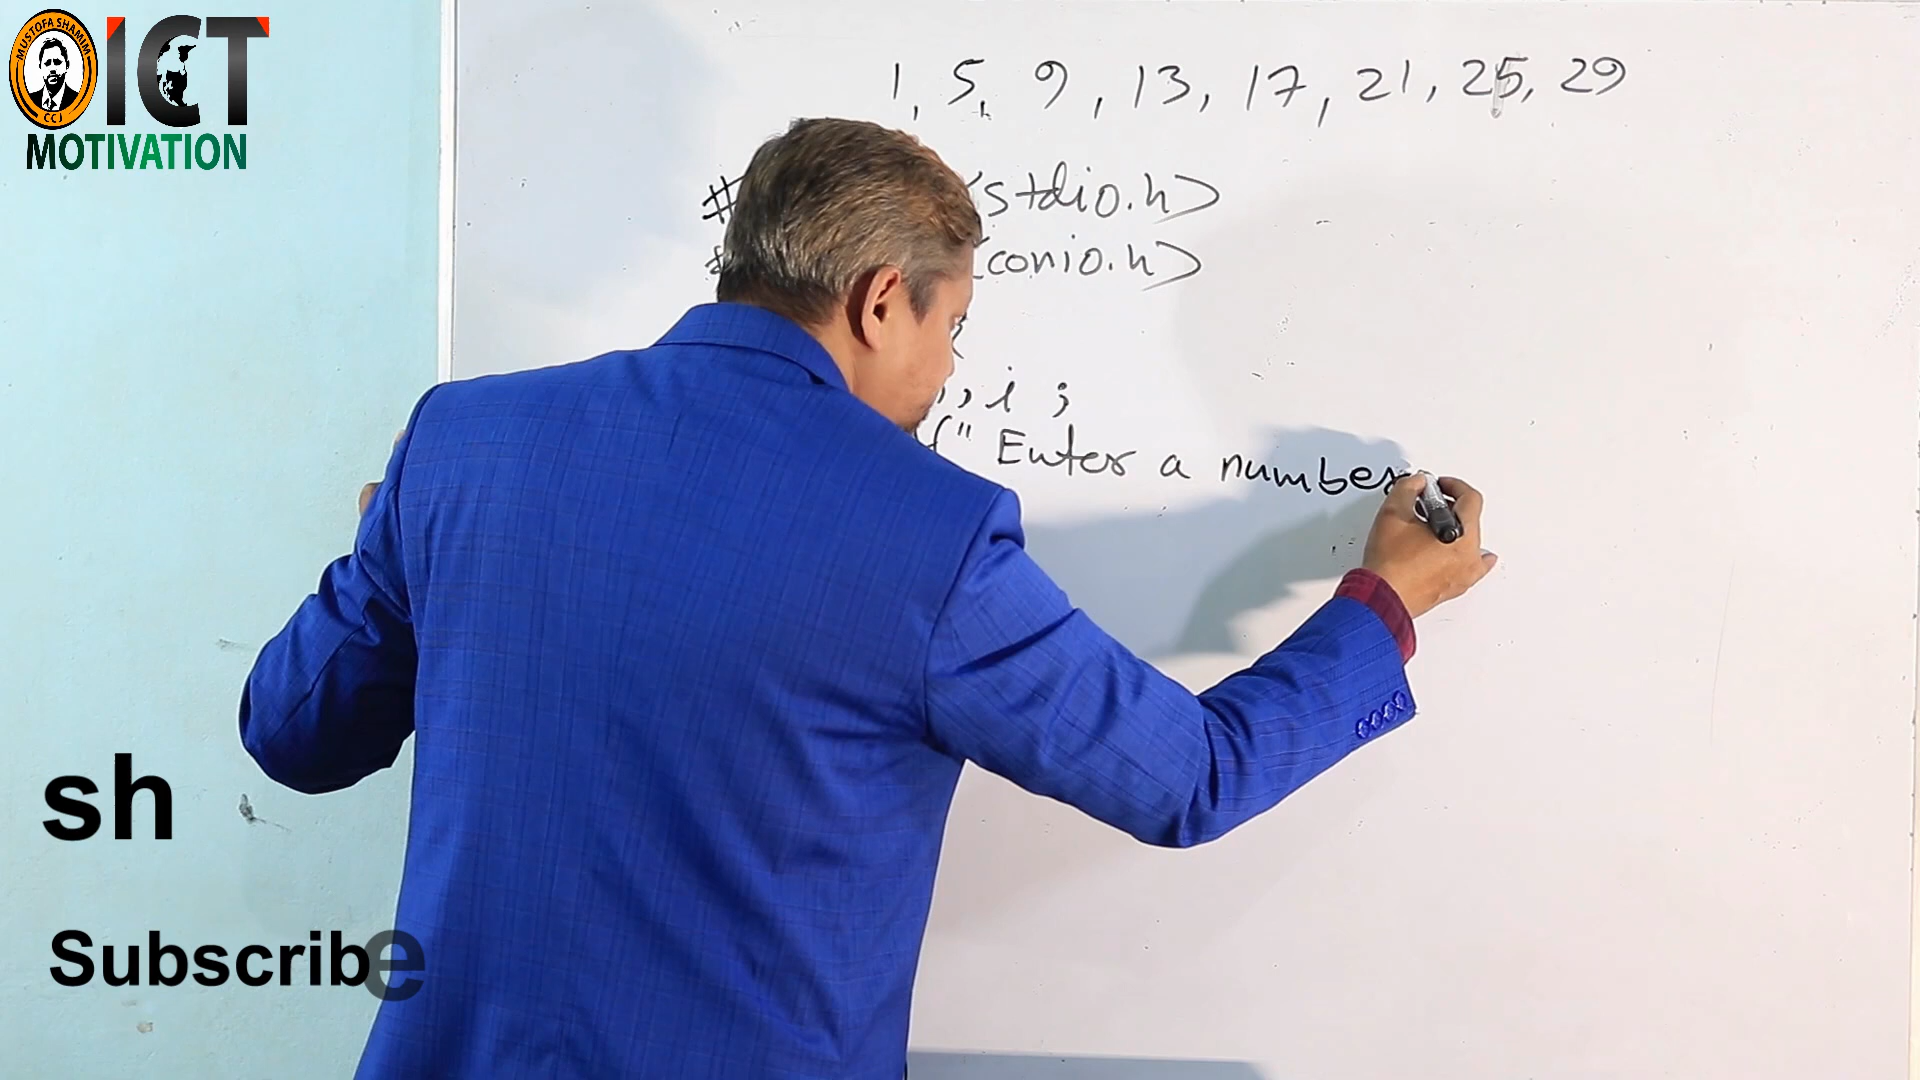 MUSTOFA SHAMIM
CCJ
ICT
MOTIVATION
1, 5, 9, 13, 17, 21, 25, 29
# <stdio.h>
<conio.h>
, i ;
f" Enter a number
sh
Subscribe